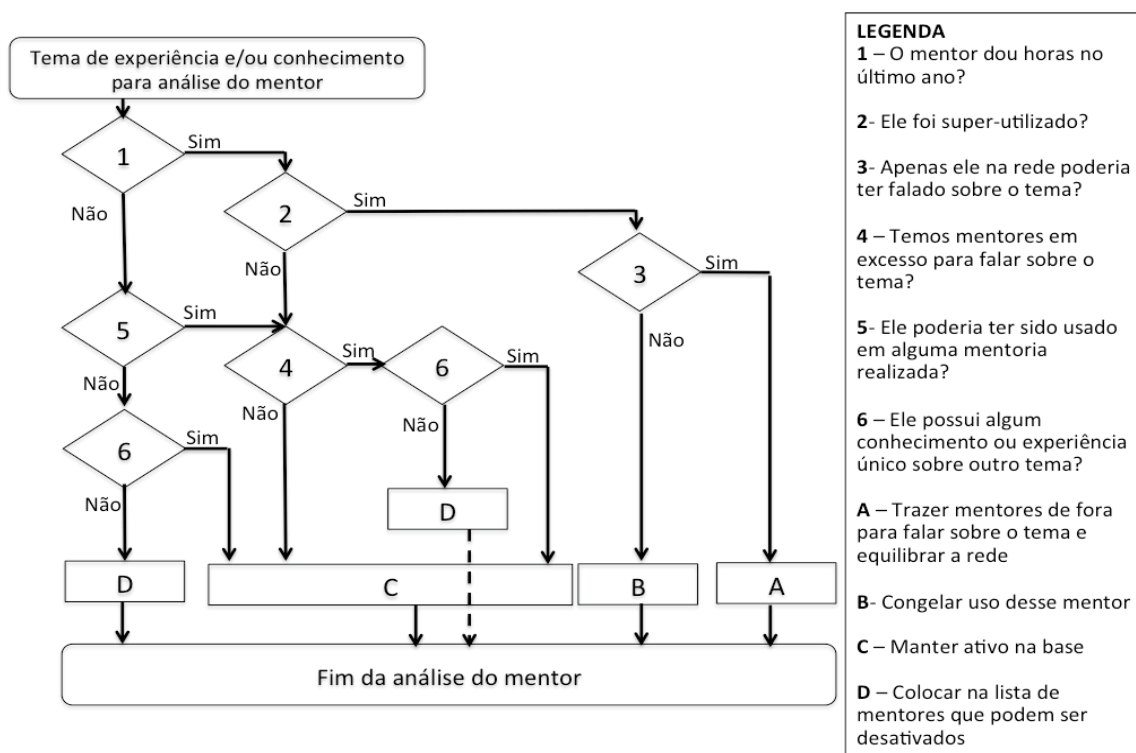 Tema de experiência e/ou conhecimento
para análise do mentor
1
Sim
Não
2
Sim
Não
3
Sim
Não
5
Sim
Não
4
Sim
Não
6
Sim
Não
6
Sim
Não
D
D
C
B
A
Fim da análise do mentor
LEGENDA
1 – O mentor dou horas no
último ano?
2- Ele foi super-utilizado?
3- Apenas ele na rede poderia
ter falado sobre o tema?
4 – Temos mentores em
excesso para falar sobre o
tema?
5- Ele poderia ter sido usado
em alguma mentoria
realizada?
6 – Ele possui algum
conhecimento ou experiência
único sobre outro tema?
A – Trazer mentores de fora
para falar sobre o tema e
equilibrar a rede
B- Congelar uso desse mentor
C – Manter ativo na base
D – Colocar na lista de
mentores que podem ser
desativados